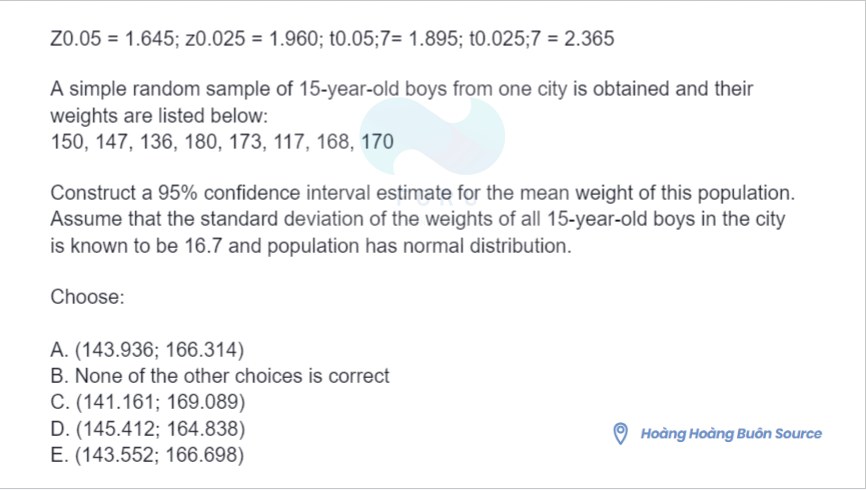 Z0.05 = 1.645; z0.025 = 1.960; t0.05;7= 1.895; t0.025;7 = 2.365
A simple random sample of 15-year-old boys from one city is obtained and their
weights are listed below:
150, 147, 136, 180, 173, 117, 168, 170
Construct a 95% confidence interval estimate for the mean weight of this population.
Assume that the standard deviation of the weights of all 15-year-old boys in the city
is known to be 16.7 and population has normal distribution.
Choose:
A. (143.936; 166.314)
B. None of the other choices is correct
C. (141.161; 169.089)
D. (145.412; 164.838)
E. (143.552; 166.698)
Hoàng Hoàng Buôn Source